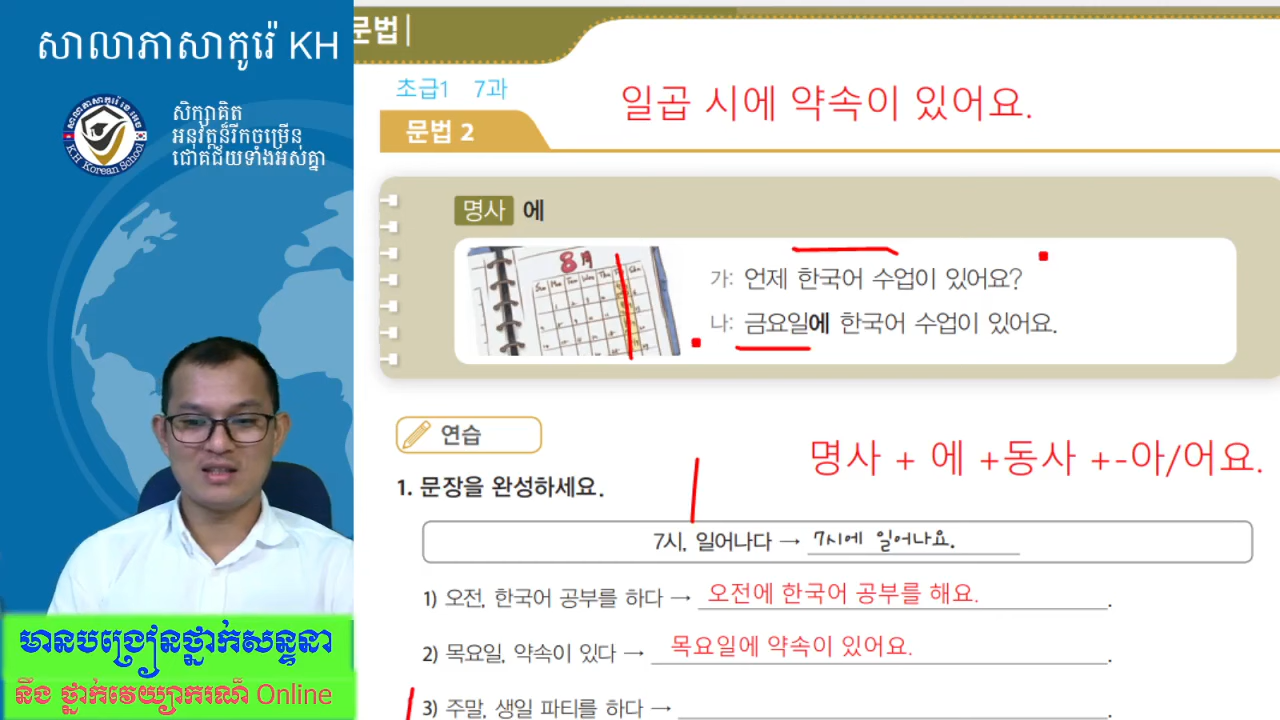 សាលាភាសាកូរ៉េ KH
សិក្សាគិត
អនុវត្តន៏រីកចម្រើន
ជោគជ័យទាំងអស់គ្នា
KH Korean School
មានបង្រៀនថ្នាក់សន្ទនា
នឹង ថ្នាក់វេយ្យាករណ៏ Online
문법
초급1 7과
일곱 시에 약속이 있어요.
문법 2
명사 에
8月
가: 언제 한국어 수업이 있어요?
나: 금요일에 한국어 수업이 있어요.
연습
명사 + 에 +동사 +-아/어요.
1. 문장을 완성하세요.
7시, 일어나다 → 7시에 일어나요.
1) 오전, 한국어 공부를 하다 → 오전에 한국어 공부를 해요. .
2) 목요일, 약속이 있다 → 목요일에 약속이 있어요. .
3) 주말, 생일 파티를 하다 → .